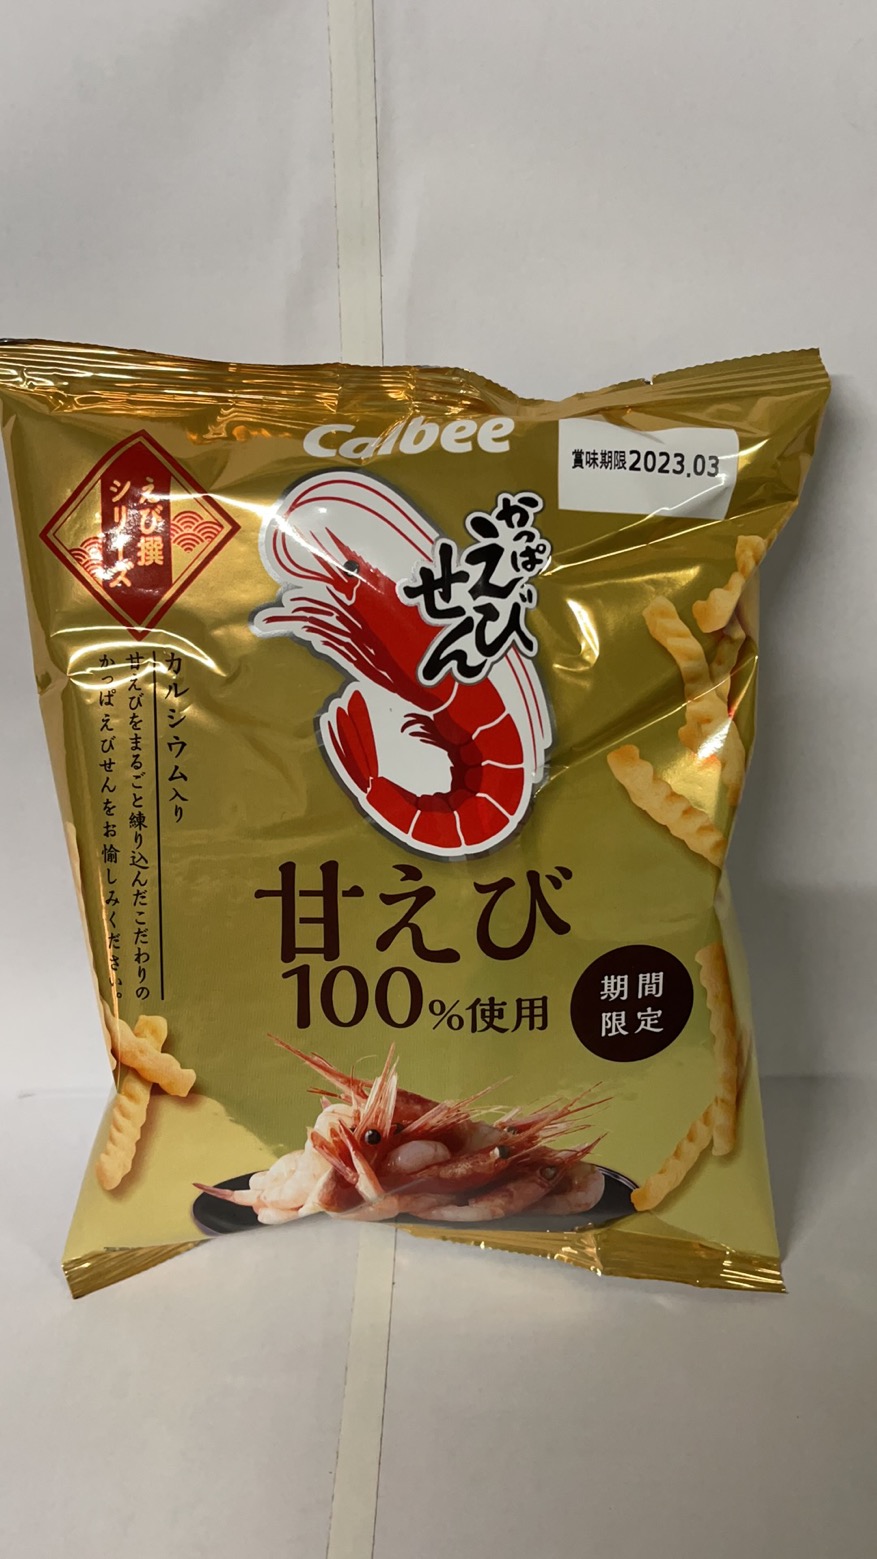 Calbee
賞味期限2023.03
えび撰
シリーズ
かっぱ
えび
せん
カルシウム入り
甘えびをまるごと練り込んだこだわりの
かっぱえびせんをお愉しみください。
甘えび
100%使用
期間
限定